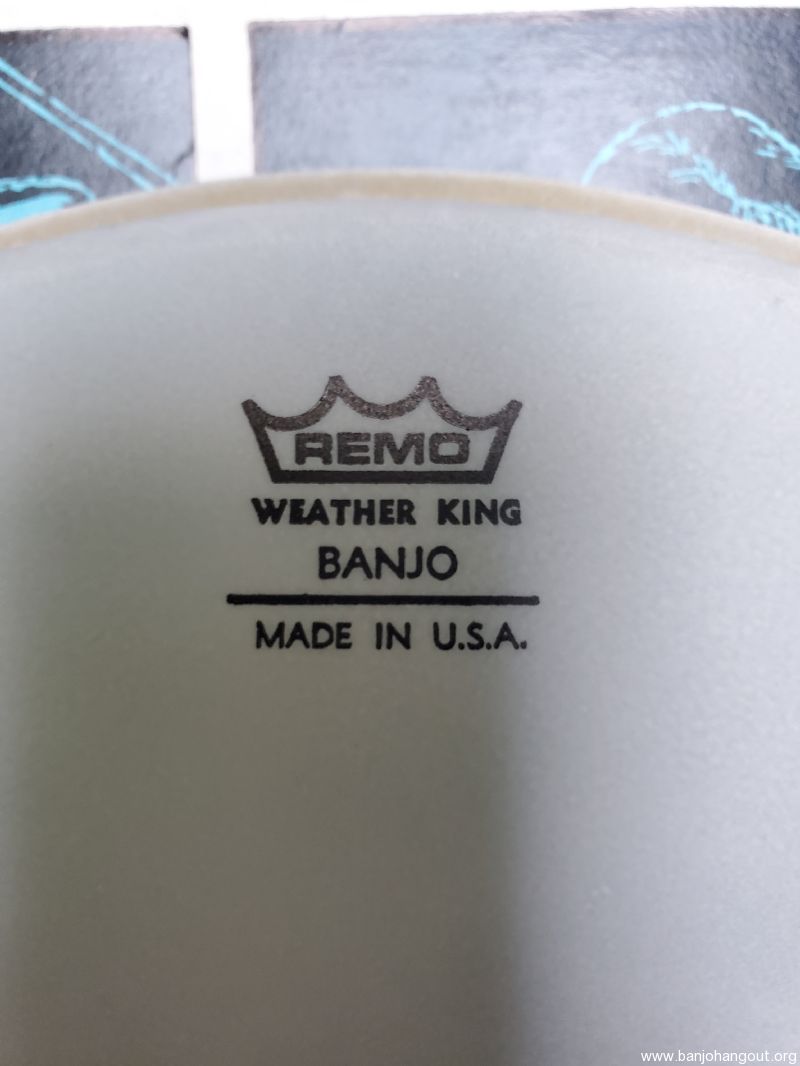 REMO
WEATHER KING
BANJO
MADE IN U.S.A.
www.banjohangout.org